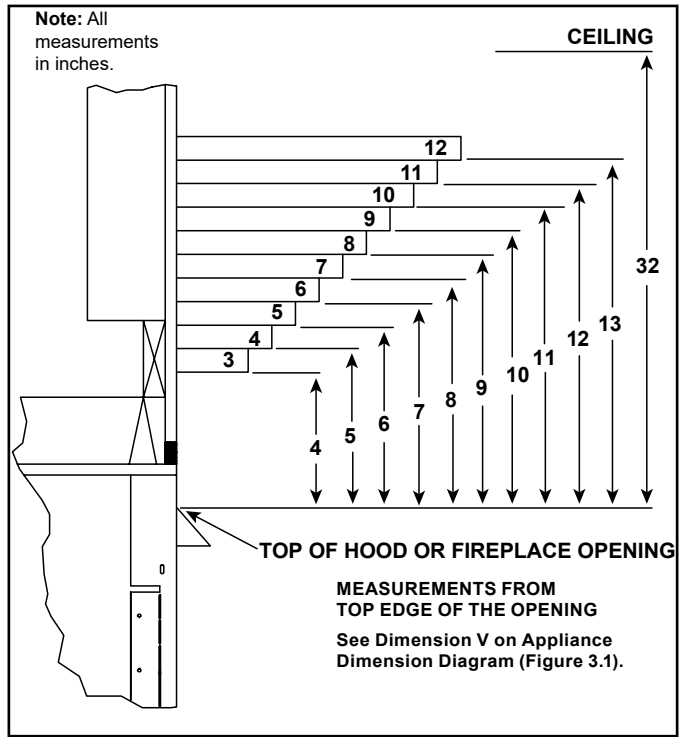 Note: All
measurements
in inches.
CEILING
12
11
10
9
8
7
6
5
4
3
4
5
6
7
8
9
10
11
12
13
32
TOP OF HOOD OR FIREPLACE OPENING
MEASUREMENTS FROM
TOP EDGE OF THE OPENING
See Dimension V on Appliance
Dimension Diagram (Figure 3.1).